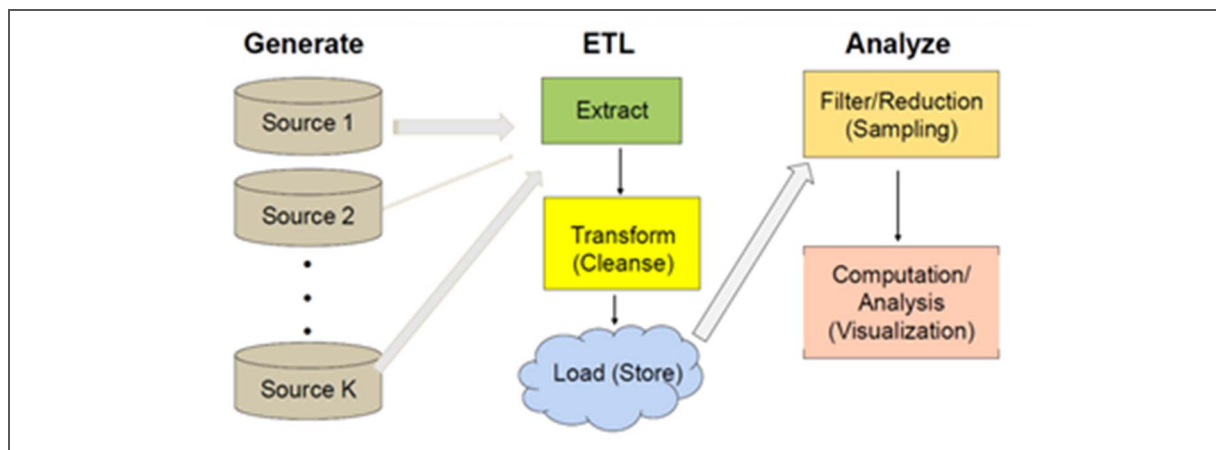 Generate
Source 1
Source 2
Source K
ETL
Extract
Transform
(Cleanse)
Load (Store)
Analyze
Filter/Reduction
(Sampling)
Computation/
Analysis
(Visualization)